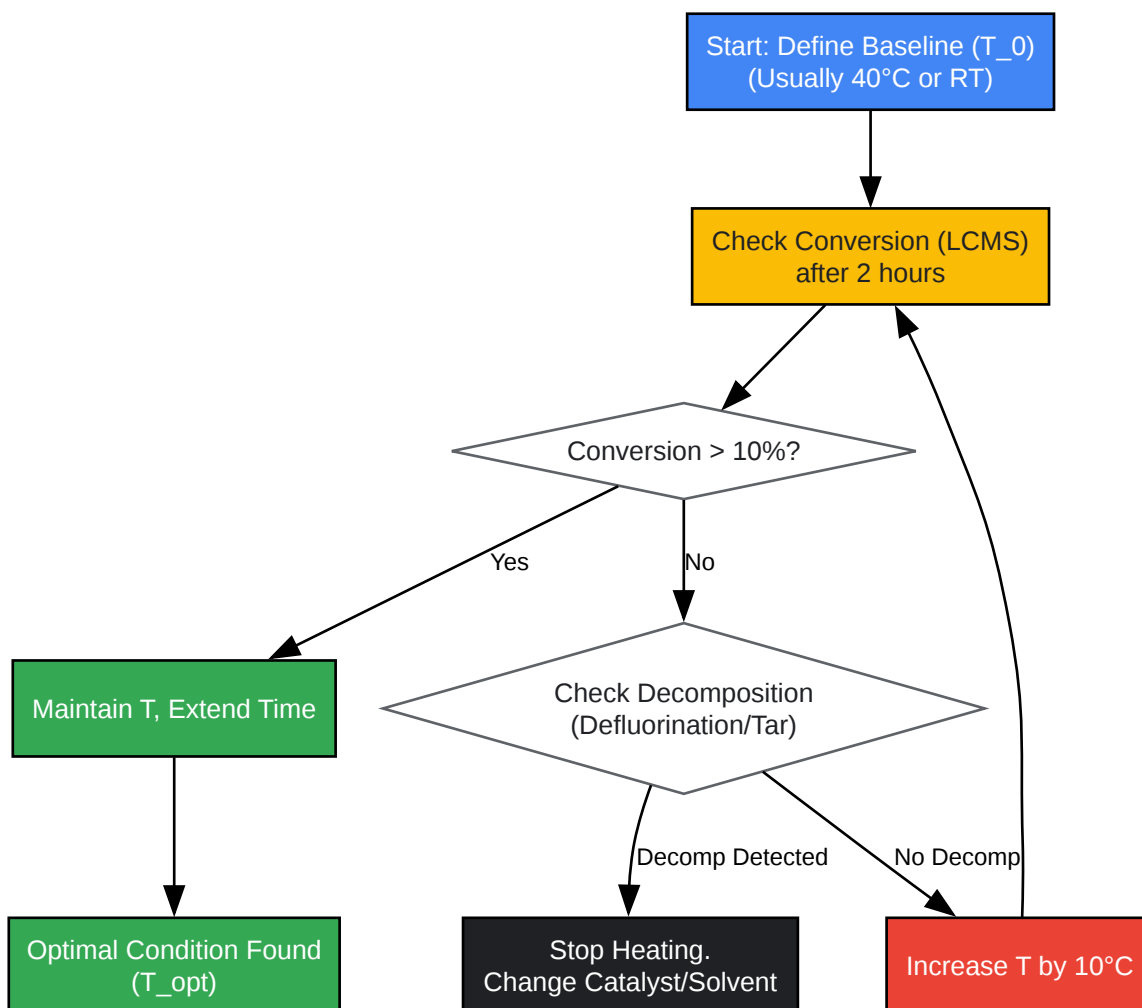 Start: Define Baseline (T_0)
(Usually 40°C or RT)
Check Conversion (LCMS)
after 2 hours
Conversion > 10%?
Yes
No
Maintain T, Extend Time
Check Decomposition
(Defluorination/Tar)
Decomp Detected
No Decomp
Optimal Condition Found
(T_opt)
Stop Heating.
Change Catalyst/Solvent
Increase T by 10°C